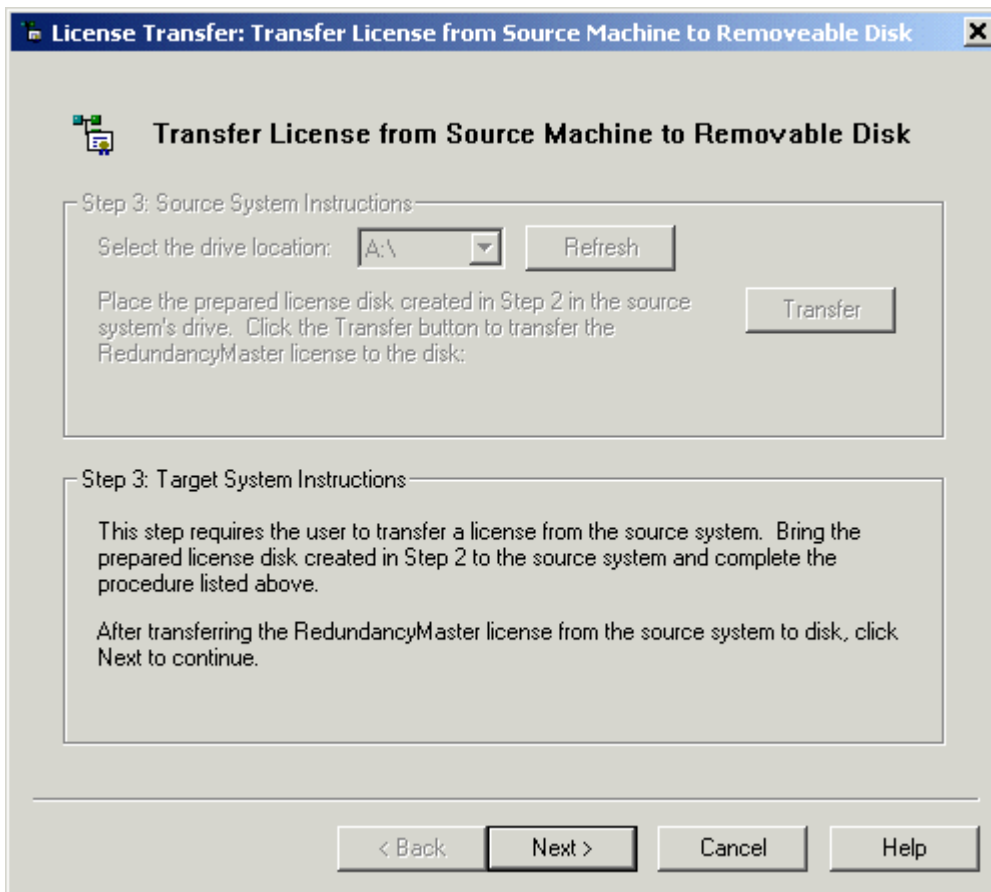 License Transfer: Transfer License from Source Machine to Removeable Disk
Transfer License from Source Machine to Removable Disk
Step 3: Source System Instructions
Select the drive location:
A:\
Refresh
Place the prepared license disk created in Step 2 in the source
system's drive. Click the Transfer button to transfer the
RedundancyMaster license to the disk:
Transfer
Step 3: Target System Instructions
This step requires the user to transfer a license from the source system. Bring the
prepared license disk created in Step 2 to the source system and complete the
procedure listed above.
After transferring the RedundancyMaster license from the source system to disk, click
Next to continue.
< Back
Next >
Cancel
Help